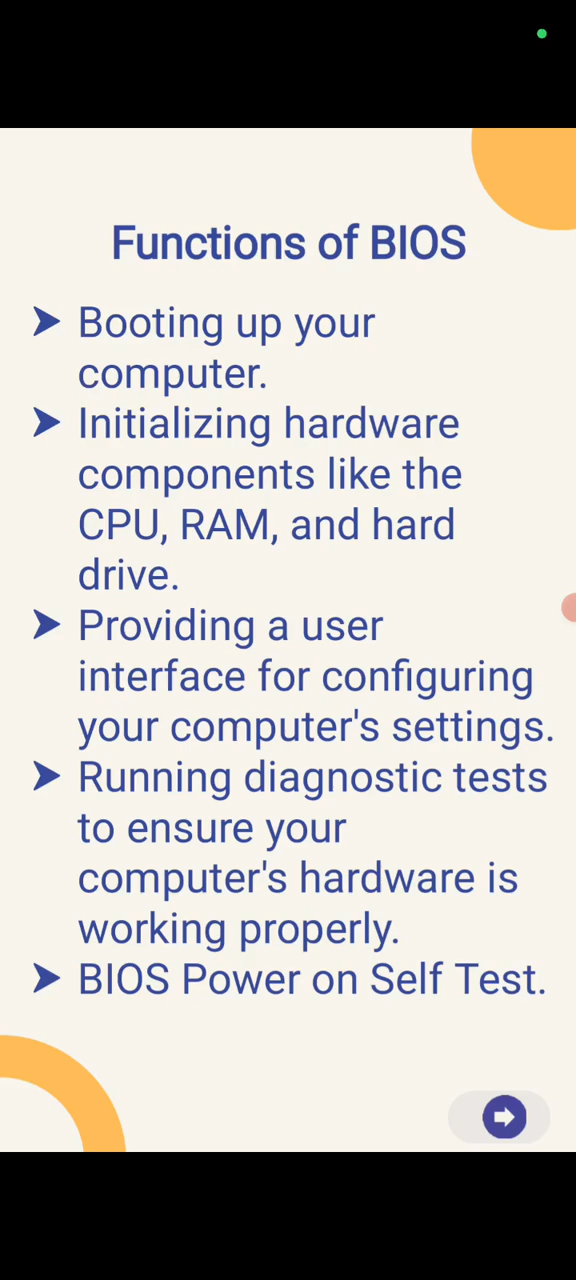 Functions of BIOS
➤ Booting up your
computer.
➤ Initializing hardware
components like the
CPU, RAM, and hard
drive.
➤ Providing a user
interface for configuring
your computer's settings.
➤ Running diagnostic tests
to ensure your
computer's hardware is
working properly.
➤ BIOS Power on Self Test.